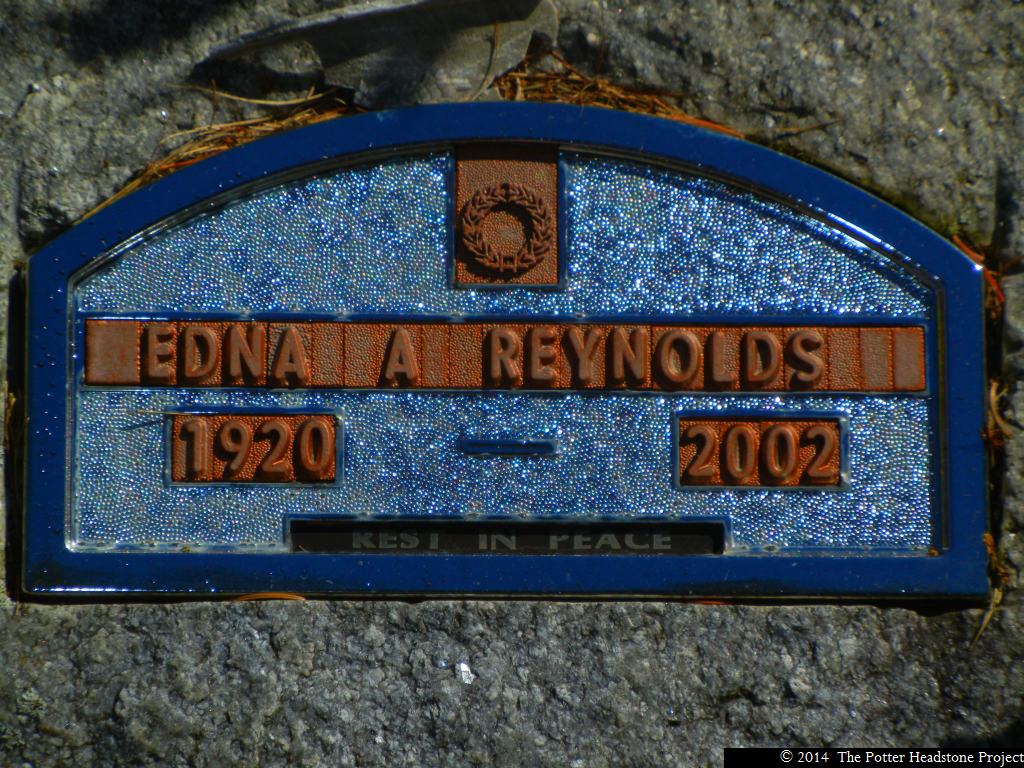 EDNA A REYNOLDS
1920 - 2002
REST IN PEACE
© 2014 The Potter Headstone Project